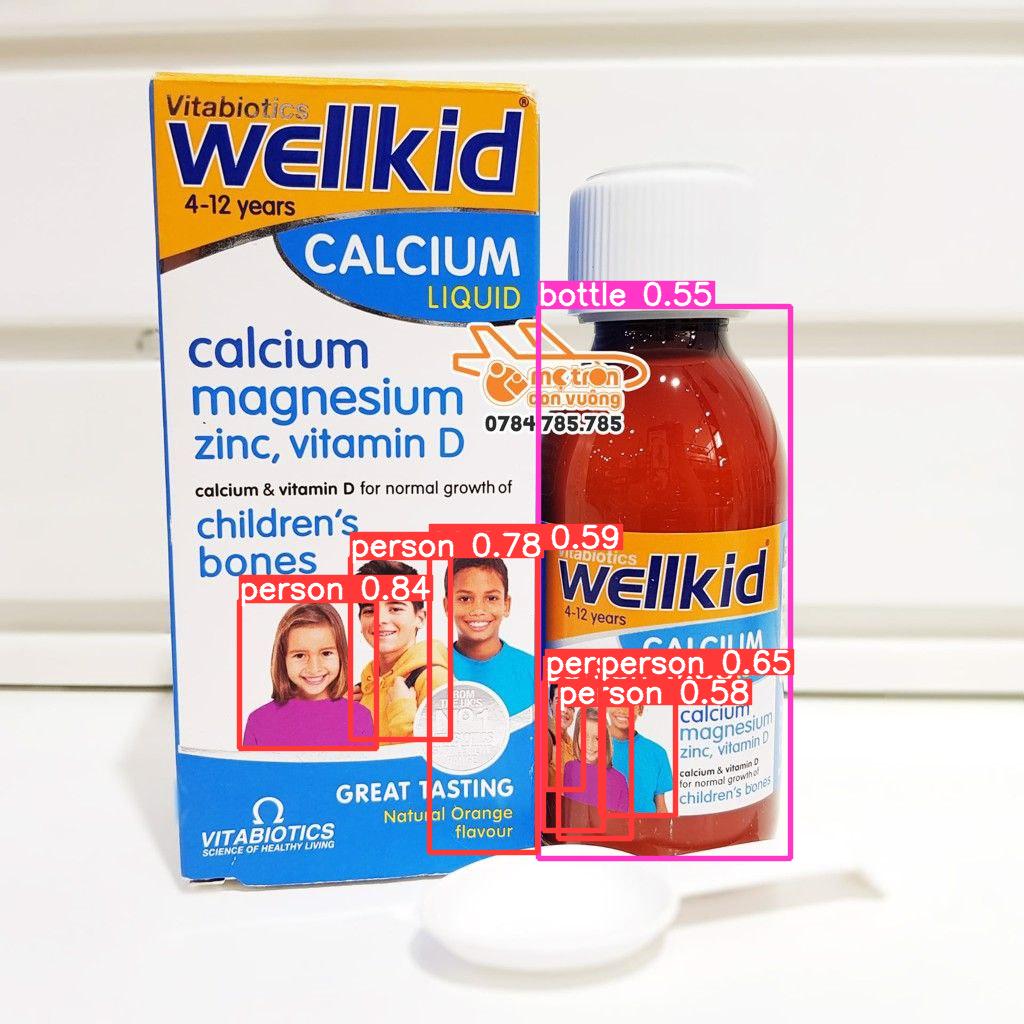 Vitabiotics
wellkid®
4-12 years
CALCIUM
LIQUID
calcium
magnesium
zinc, vitamin D
calcium & vitamin D for normal growth of
children's
bones
GREAT TASTING
Natural Orange
flavour
VITABIOTICS
SCIENCE OF HEALTHY LIVING
mẹ tròn
con vuông
0784.785.785
bottle 0.55
person 0.78
0.59
person 0.84
person 0.65
person 0.58
vitabiotics
wellkid
4-12 years
CALCIUM
calcium
magnesium
zinc, vitamin D
calcium & vitamin D
for normal growth of
children's bones